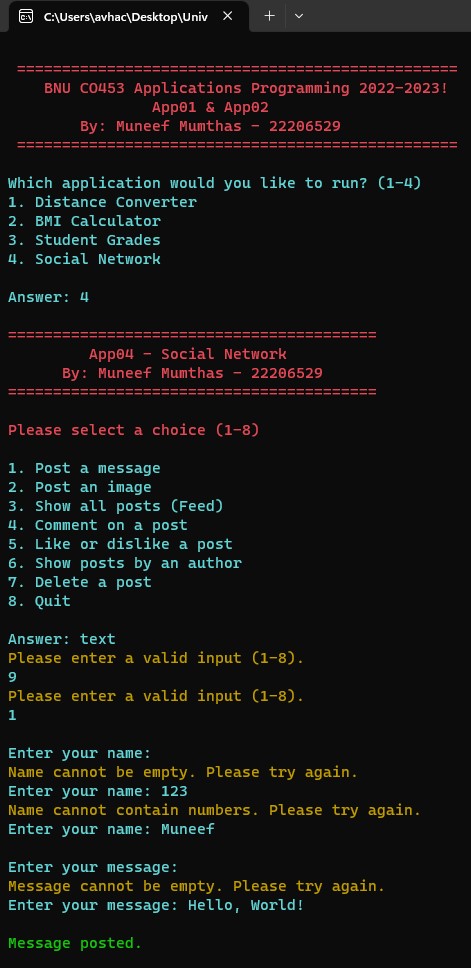 C:\Users\avhac\Desktop\Univ
=================================================
BNU CO453 Applications Programming 2022-2023!
App01 & App02
By: Muneef Mumthas - 22206529
=================================================
Which application would you like to run? (1-4)
1. Distance Converter
2. BMI Calculator
3. Student Grades
4. Social Network
Answer: 4
=========================================
App04 - Social Network
By: Muneef Mumthas - 22206529
=========================================
Please select a choice (1-8)
1. Post a message
2. Post an image
3. Show all posts (Feed)
4. Comment on a post
5. Like or dislike a post
6. Show posts by an author
7. Delete a post
8. Quit
Answer: text
Please enter a valid input (1-8).
9
Please enter a valid input (1-8).
1
Enter your name:
Name cannot be empty. Please try again.
Enter your name: 123
Name cannot contain numbers. Please try again.
Enter your name: Muneef
Enter your message:
Message cannot be empty. Please try again.
Enter your message: Hello, World!
Message posted.